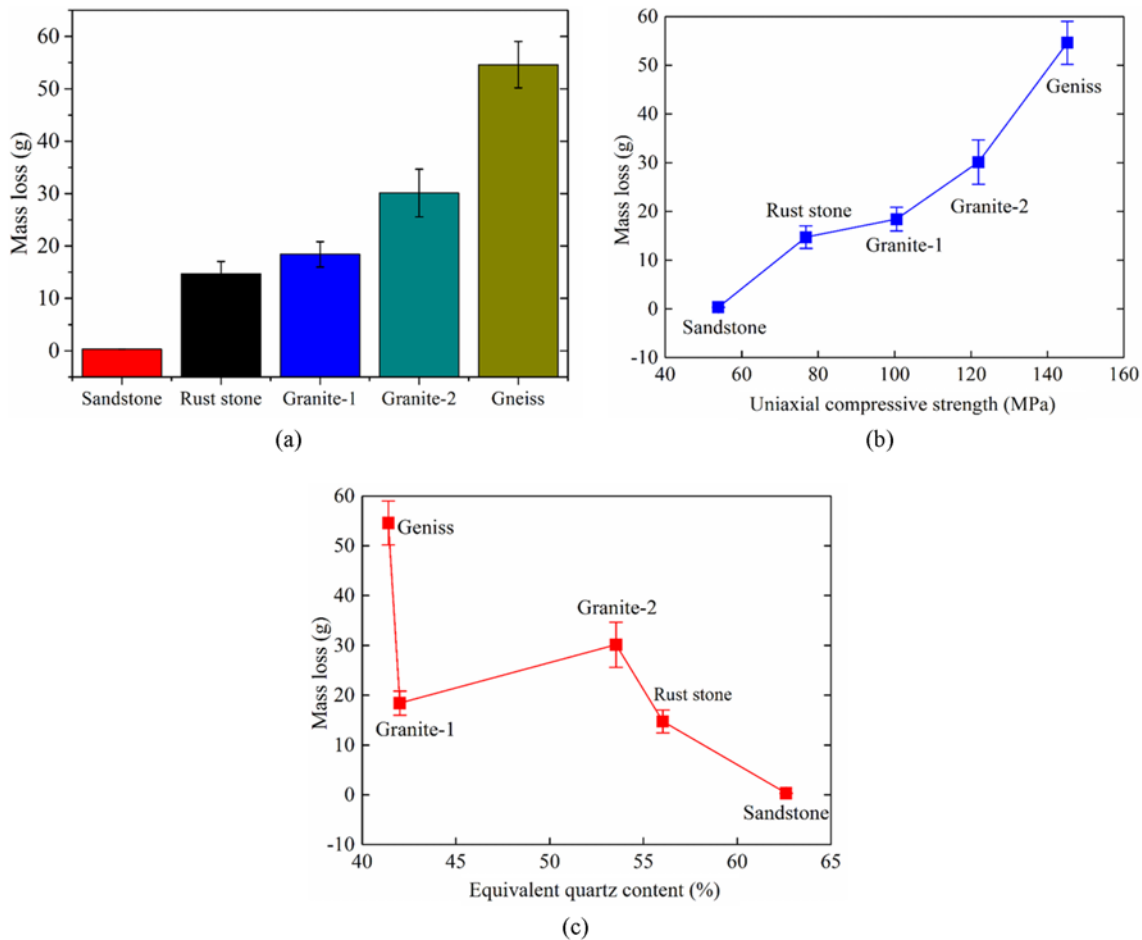 60
50
40
30
20
10
0
Mass loss (g)
Sandstone Rust stone Granite-1 Granite-2 Gneiss
(a)
60
50
40
30
20
10
0
-10
Mass loss (g)
Geniss
Rust stone
Granite-2
Granite-1
Sandstone
40 60 80 100 120 140 160
Uniaxial compressive strength (MPa)
(b)
60
50
40
30
20
10
0
-10
Mass loss (g)
Geniss
Granite-2
Rust stone
Granite-1
Sandstone
40 45 50 55 60 65
Equivalent quartz content (%)
(c)